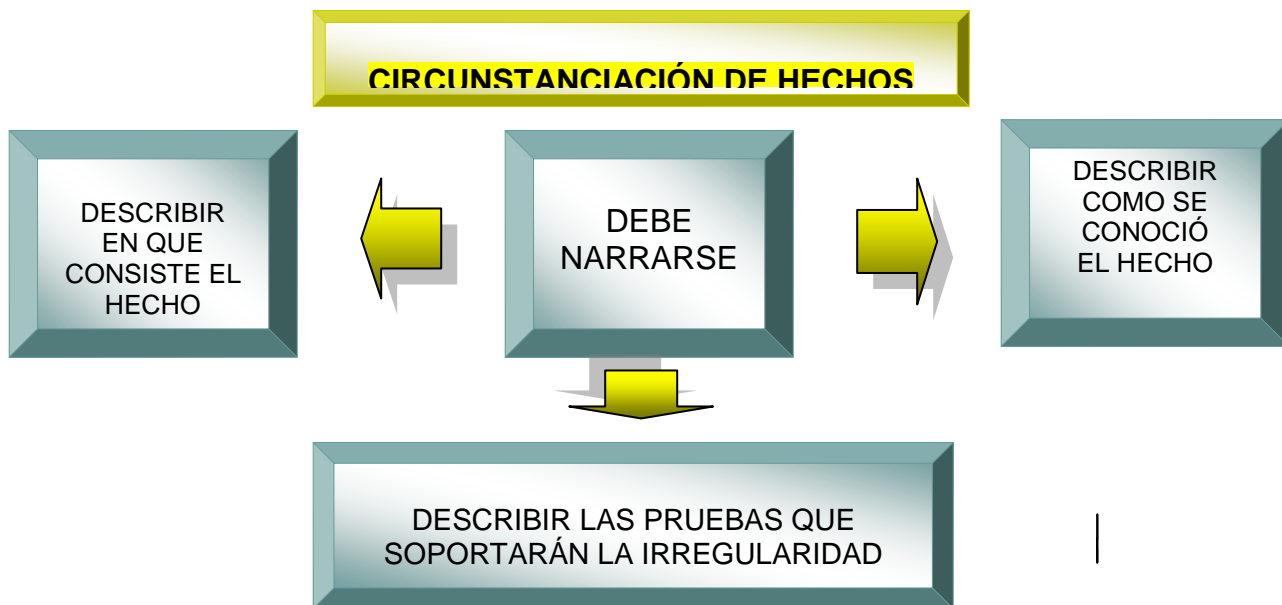 CIRCUNSTANCIACIÓN DE HECHOS
DESCRIBIR
EN QUE
CONSISTE EL
HECHO
DEBE
NARRARSE
DESCRIBIR
COMO SE
CONOCIÓ
EL HECHO
DESCRIBIR LAS PRUEBAS QUE
SOPORTARÁN LA IRREGULARIDAD